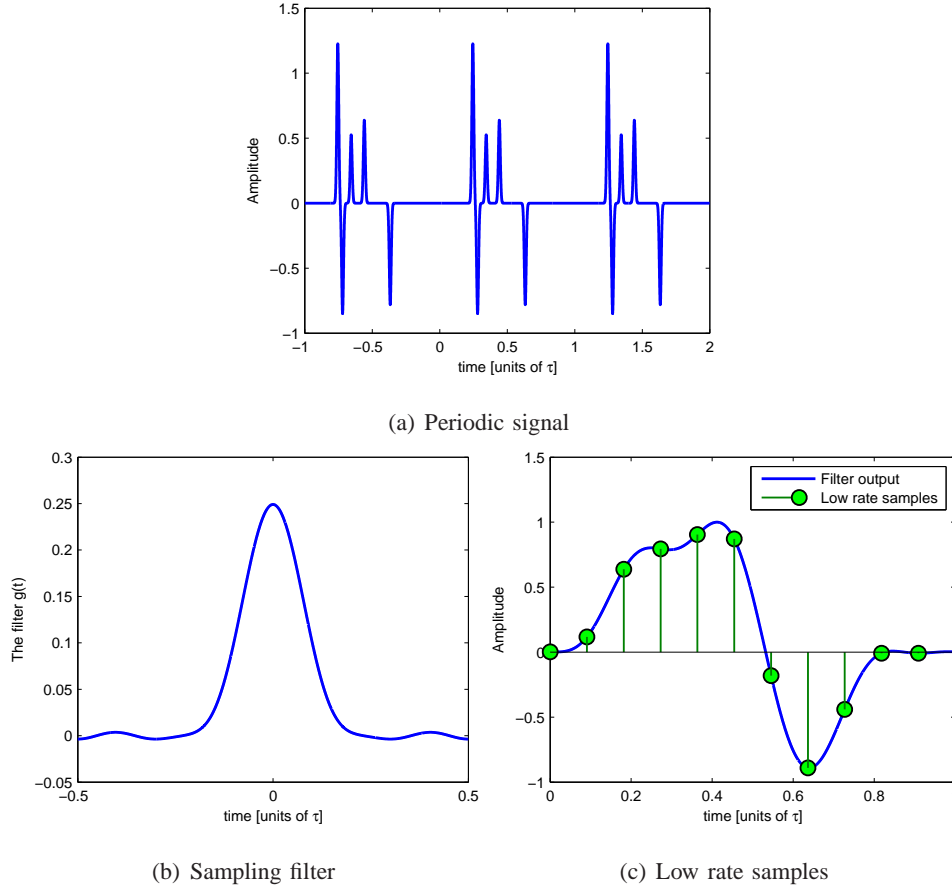 1.5
1
0.5
0
−0.5
−1
Amplitude
−1 −0.5 0 0.5 1 1.5 2
time [units of τ]
(a) Periodic signal
0.3
0.25
0.2
0.15
0.1
0.05
0
−0.05
The filter g(t)
−0.5 0 0.5
time [units of τ]
(b) Sampling filter
1.5
1
0.5
0
−0.5
−1
Amplitude
Filter output
Low rate samples
0 0.2 0.4 0.6 0.8
time [units of τ]
(c) Low rate samples